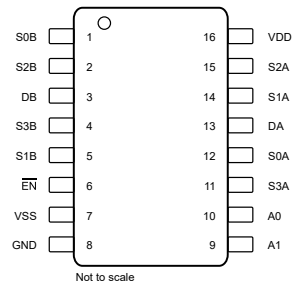 S0B 1 16 VDD
S2B 2 15 S2A
DB 3 14 S1A
S3B 4 13 DA
S1B 5 12 S0A
E̅N̅ 6 11 S3A
VSS 7 10 A0
GND 8 9 A1
Not to scale